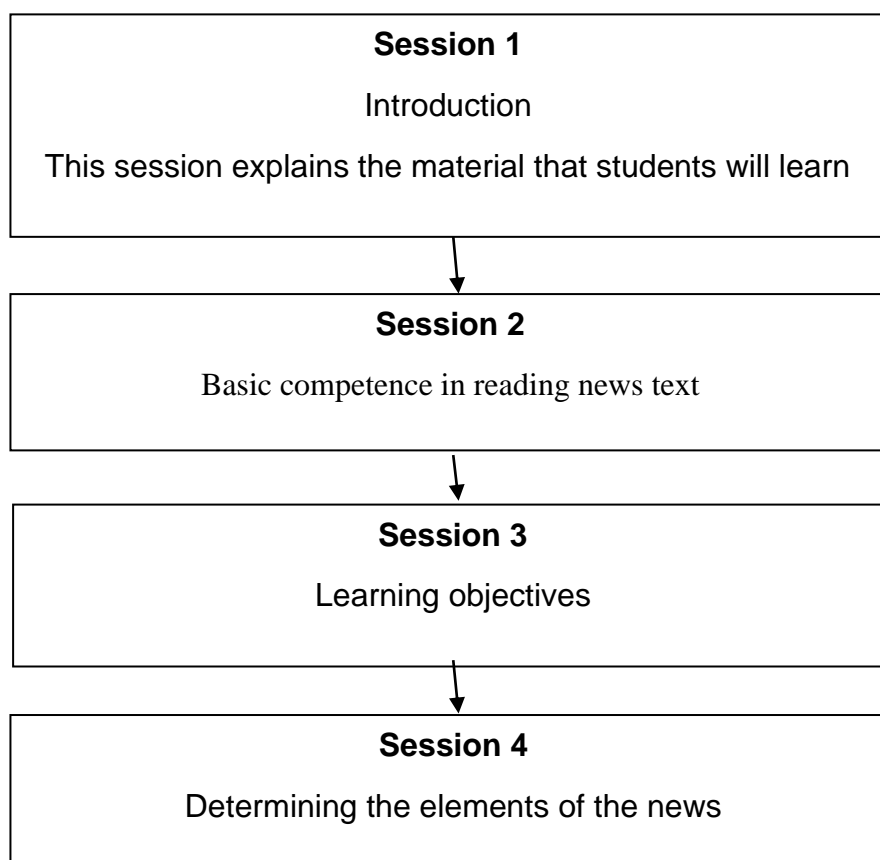 Session 1
Introduction
This session explains the material that students will learn
Session 2
Basic competence in reading news text
Session 3
Learning objectives
Session 4
Determining the elements of the news